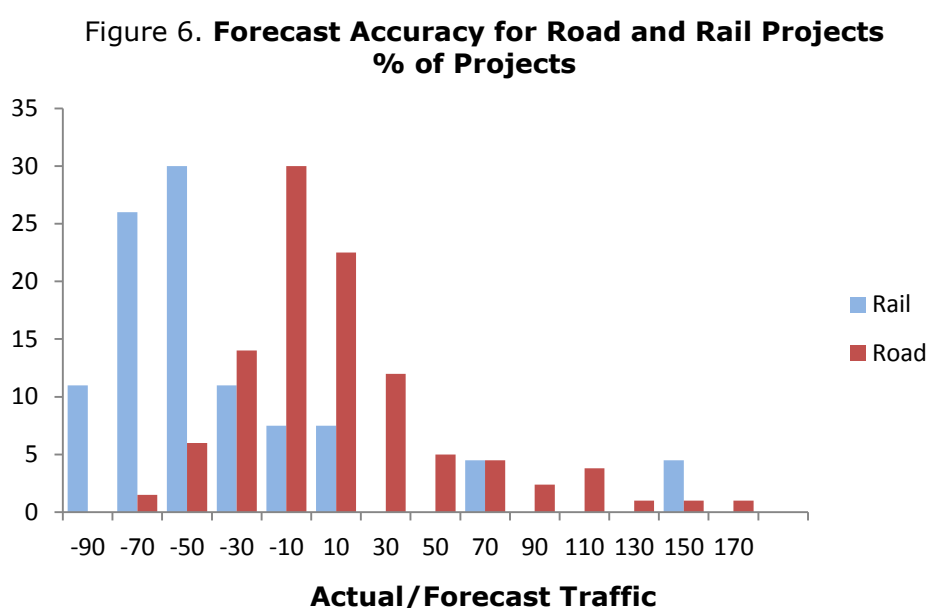 Figure 6. Forecast Accuracy for Road and Rail Projects
% of Projects
35
30
25
20
15
10
5
0
-90 -70 -50 -30 -10 10 30 50 70 90 110 130 150 170
Rail
Road
Actual/Forecast Traffic